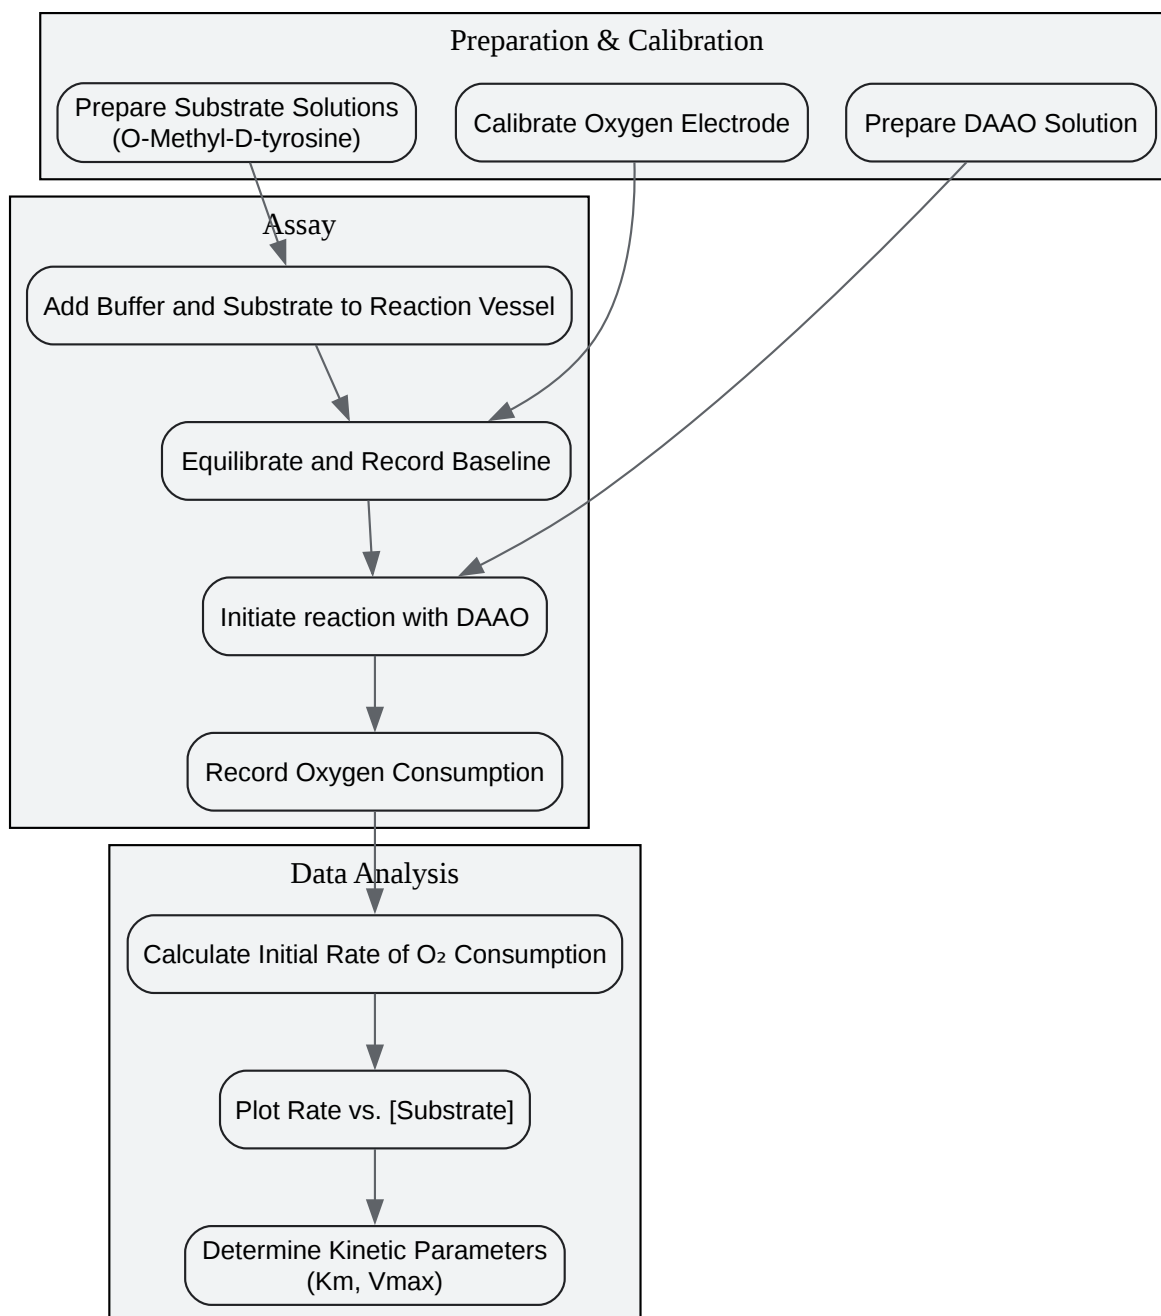 Preparation & Calibration
Prepare Substrate Solutions
(O-Methyl-D-tyrosine)
Calibrate Oxygen Electrode
Prepare DAAO Solution
Assay
Add Buffer and Substrate to Reaction Vessel
Equilibrate and Record Baseline
Initiate reaction with DAAO
Record Oxygen Consumption
Data Analysis
Calculate Initial Rate of O₂ Consumption
Plot Rate vs. [Substrate]
Determine Kinetic Parameters
(Km, Vmax)